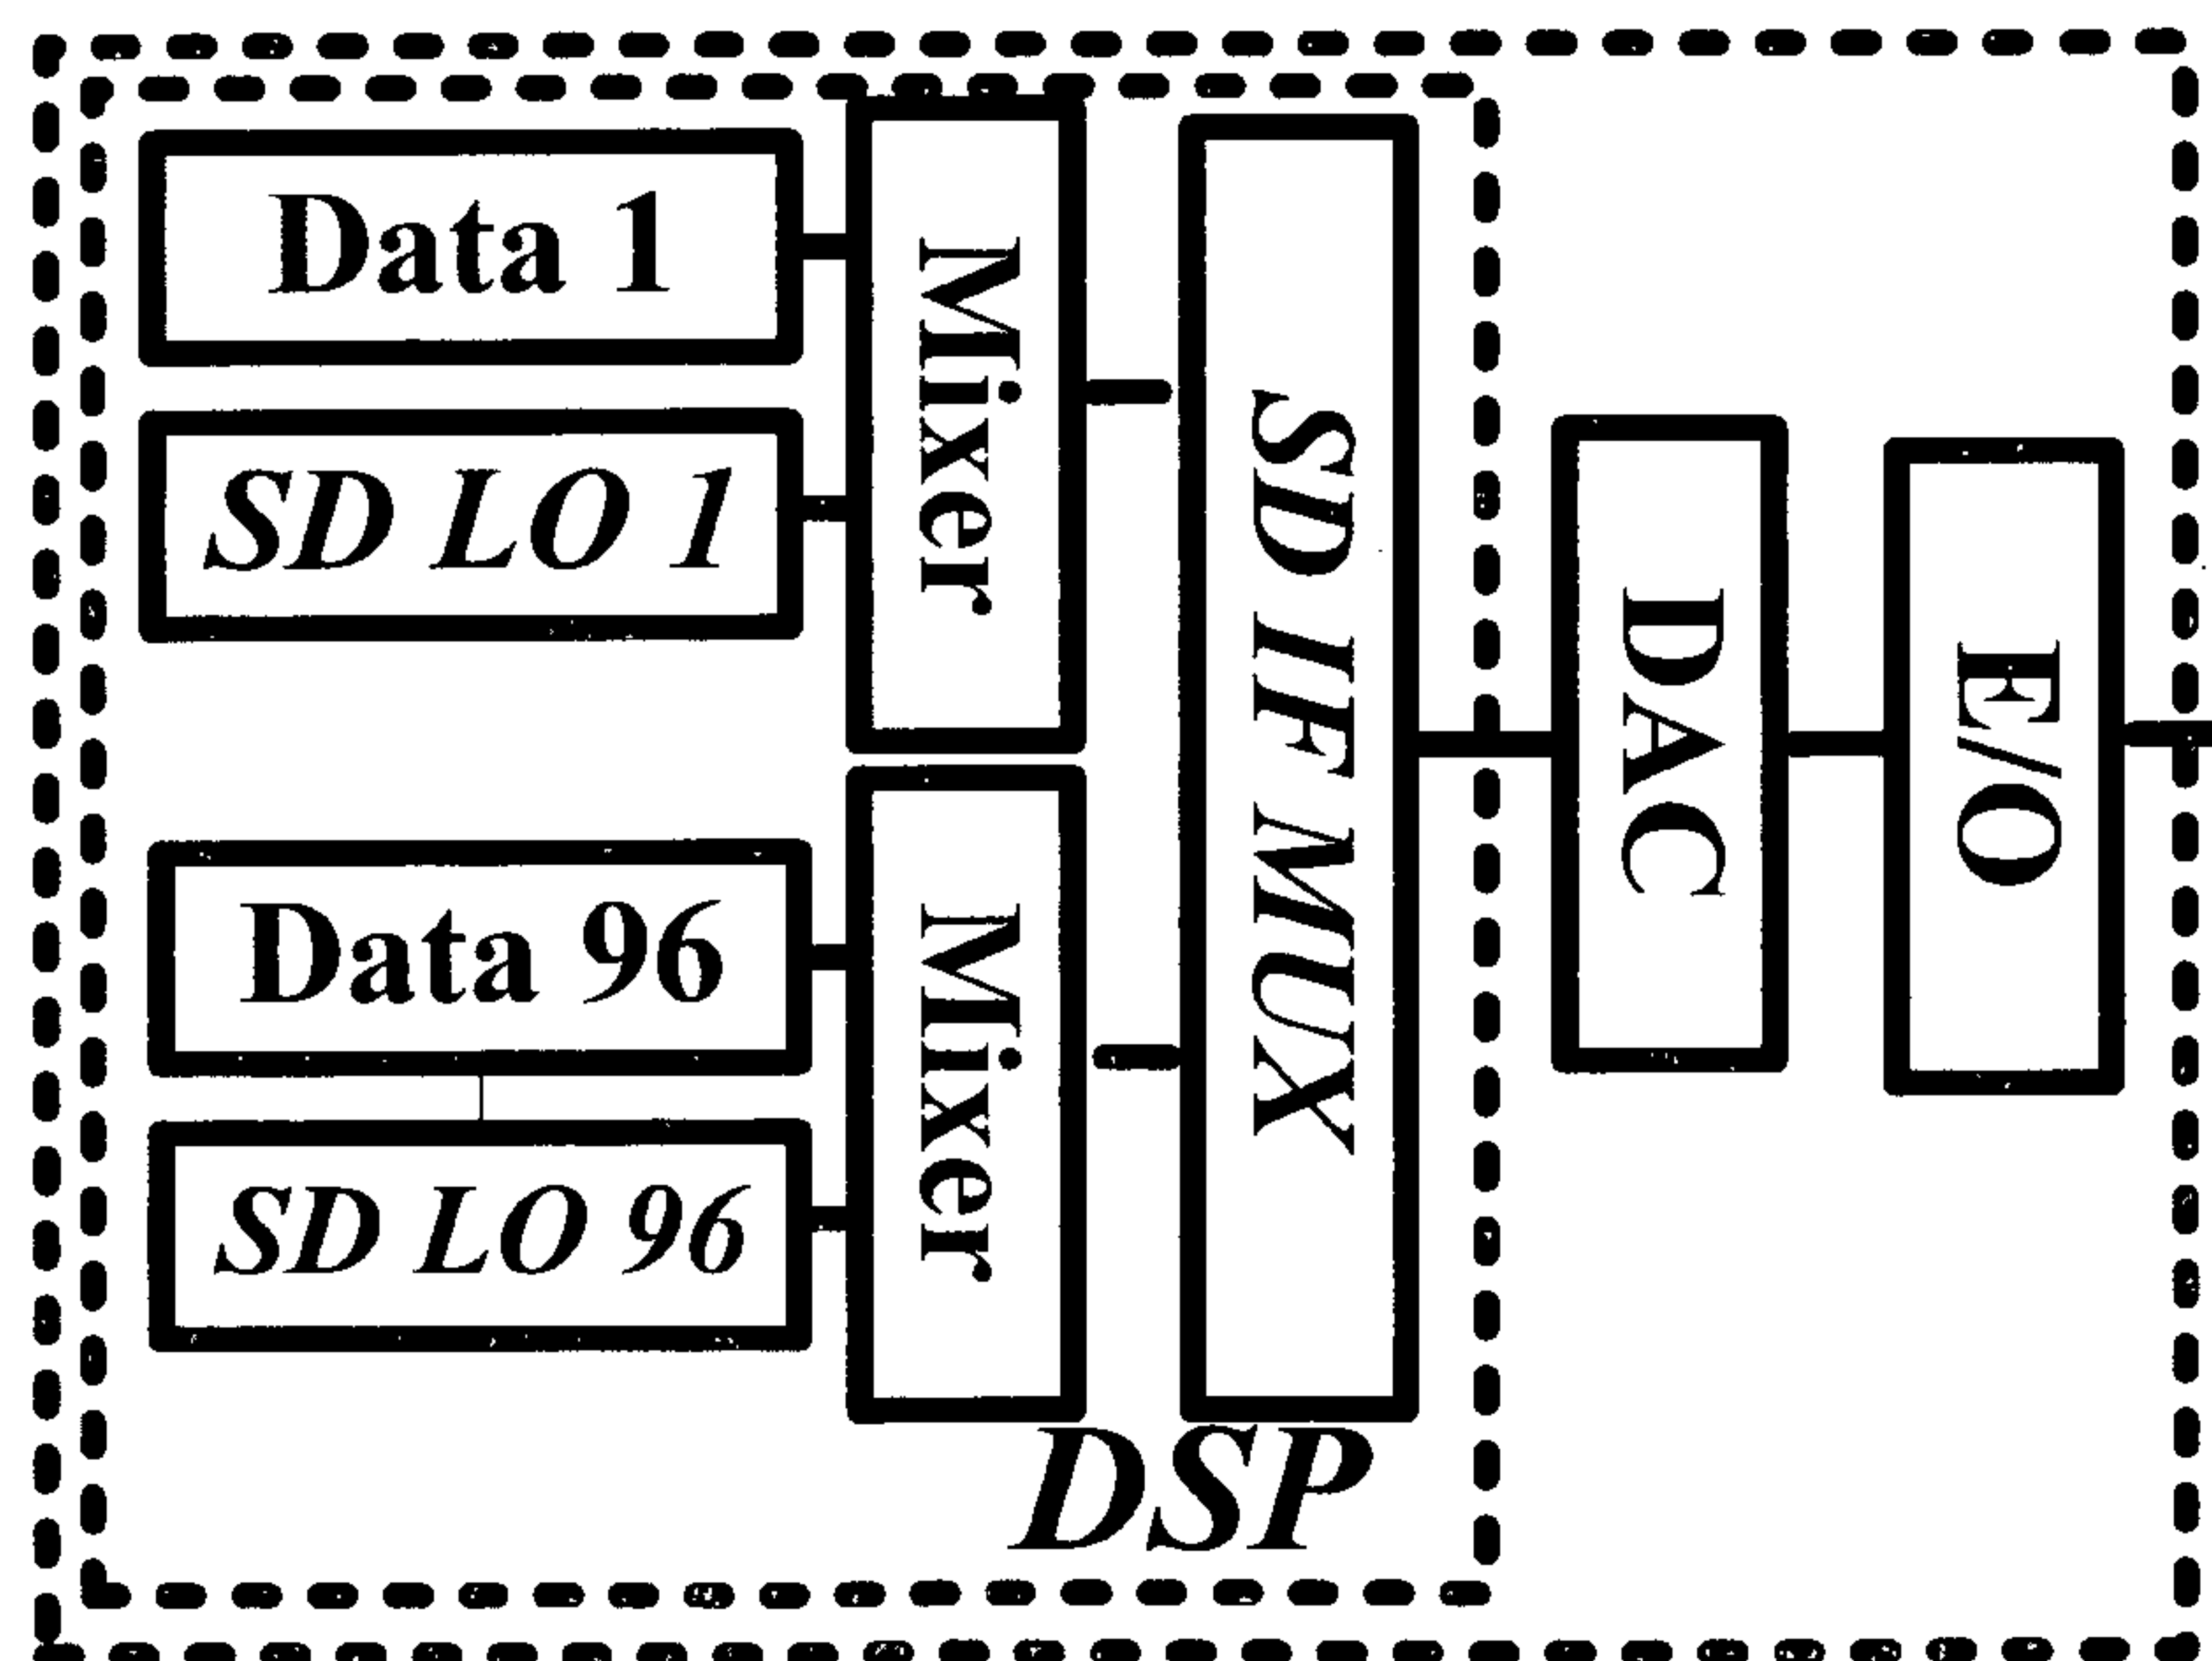 Data 1
SD LO 1
Mixer
Data 96
SD LO 96
Mixer
SD IF MUX
DSP
DAC
E/O